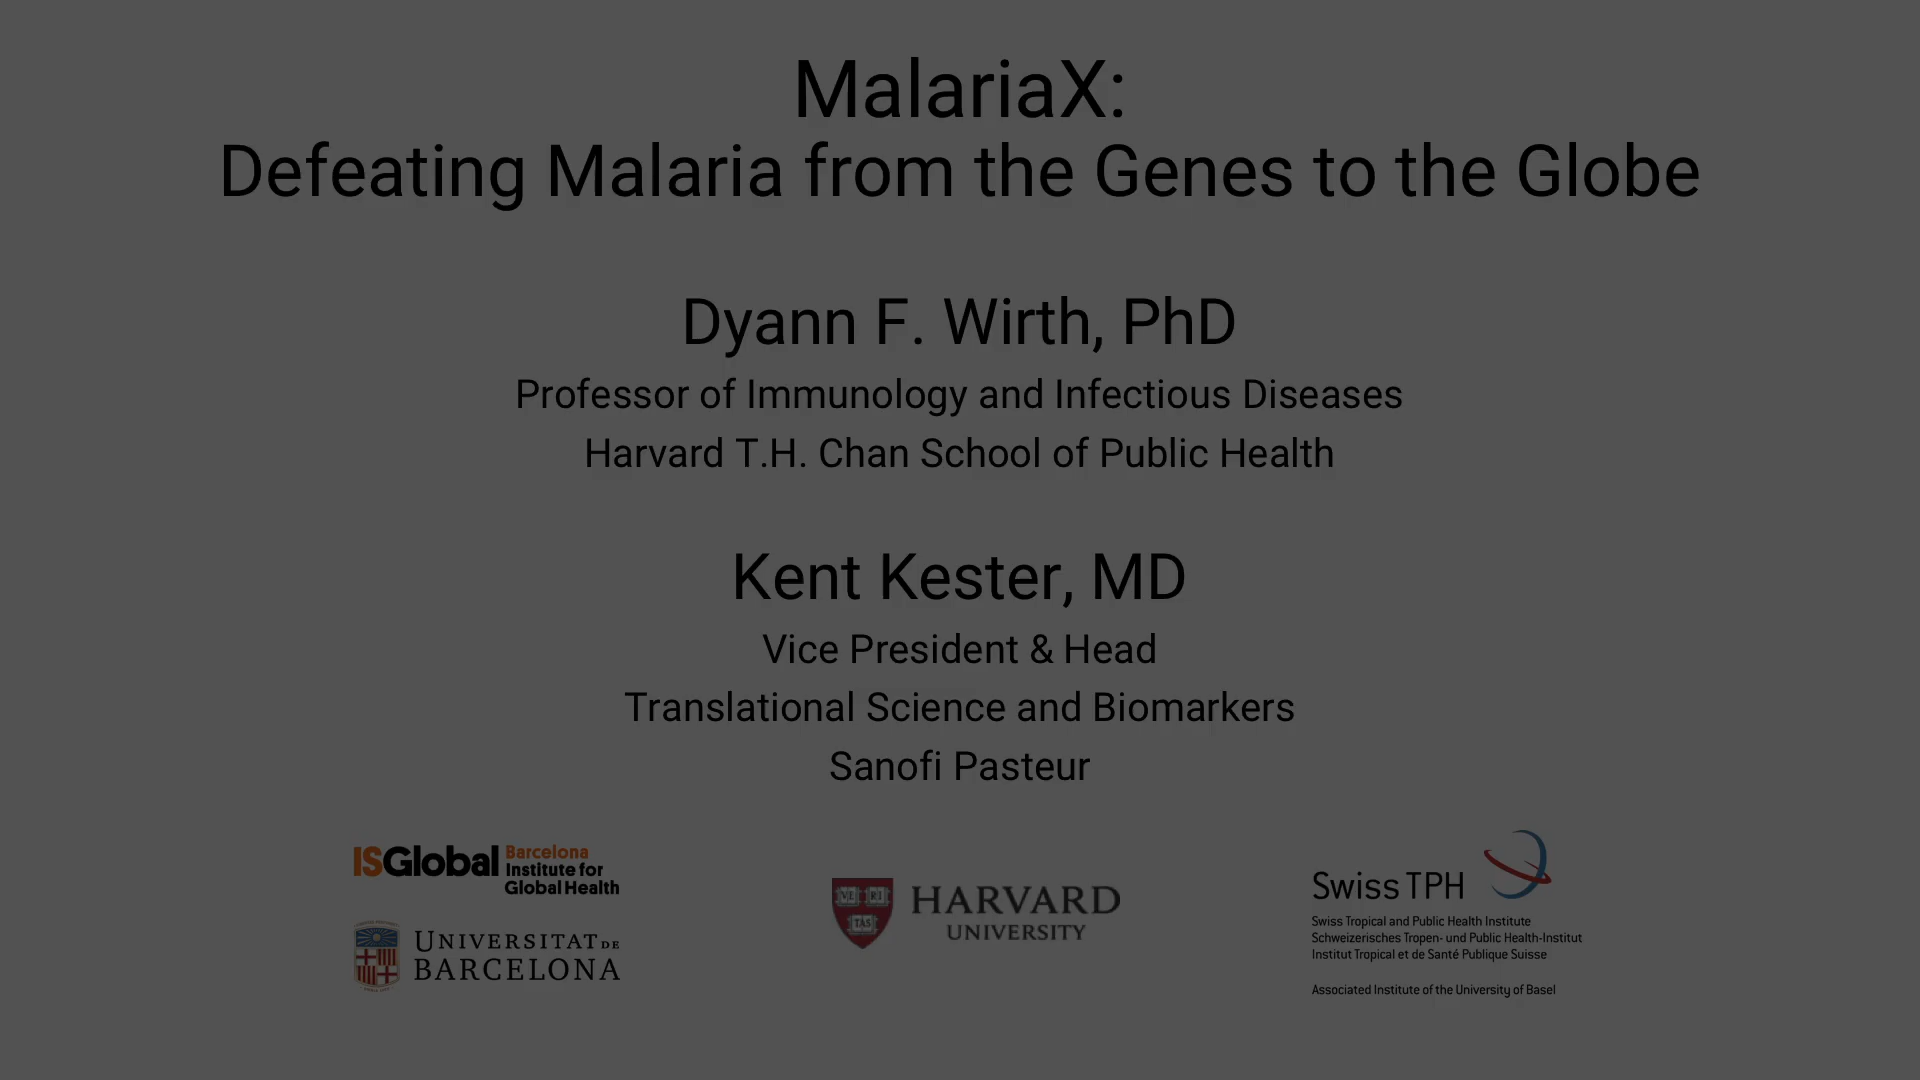 MalariaX:
Defeating Malaria from the Genes to the Globe
Dyann F. Wirth, PhD
Professor of Immunology and Infectious Diseases
Harvard T.H. Chan School of Public Health
Kent Kester, MD
Vice President & Head
Translational Science and Biomarkers
Sanofi Pasteur
ISGlobal Barcelona
Institute for
Global Health
UNIVERSITAT DE
BARCELONA
VE RI
TAS
HARVARD
UNIVERSITY
Swiss TPH
Swiss Tropical and Public Health Institute
Schweizerisches Tropen- und Public Health-Institut
Institut Tropical et de Santé Publique Suisse
Associated Institute of the University of Basel